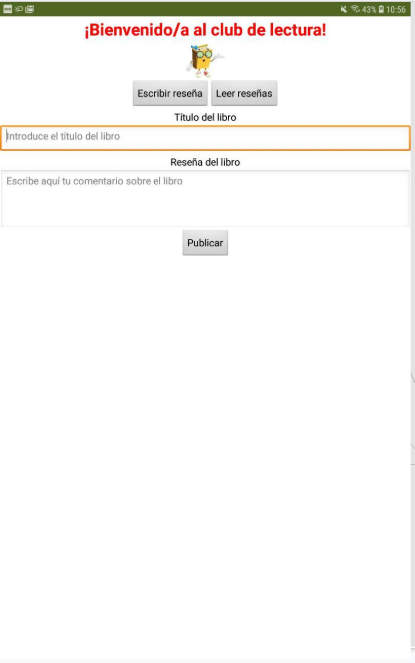 43% 10:56
¡Bienvenido/a al club de lectura!
Escribir reseña Leer reseñas
Título del libro
Introduce el título del libro
Reseña del libro
Escribe aquí tu comentario sobre el libro
Publicar